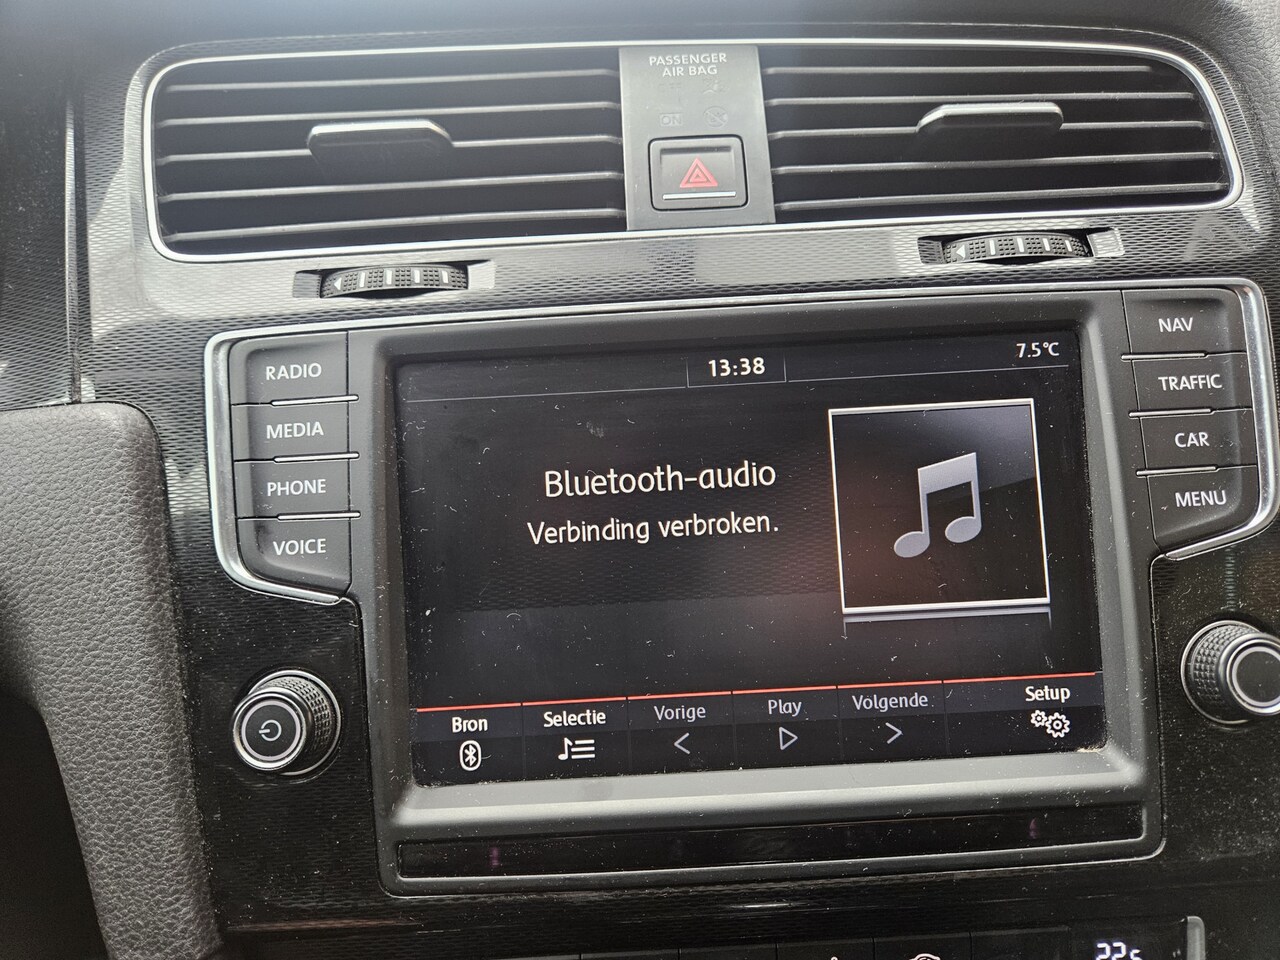 PASSENGER
AIR BAG
ON
RADIO
MEDIA
PHONE
VOICE
NAV
TRAFFIC
CAR
MENU
13:38
7.5°C
Bluetooth-audio
Verbinding verbroken.
Bron
Selectie
Vorige
Play
Volgende
Setup